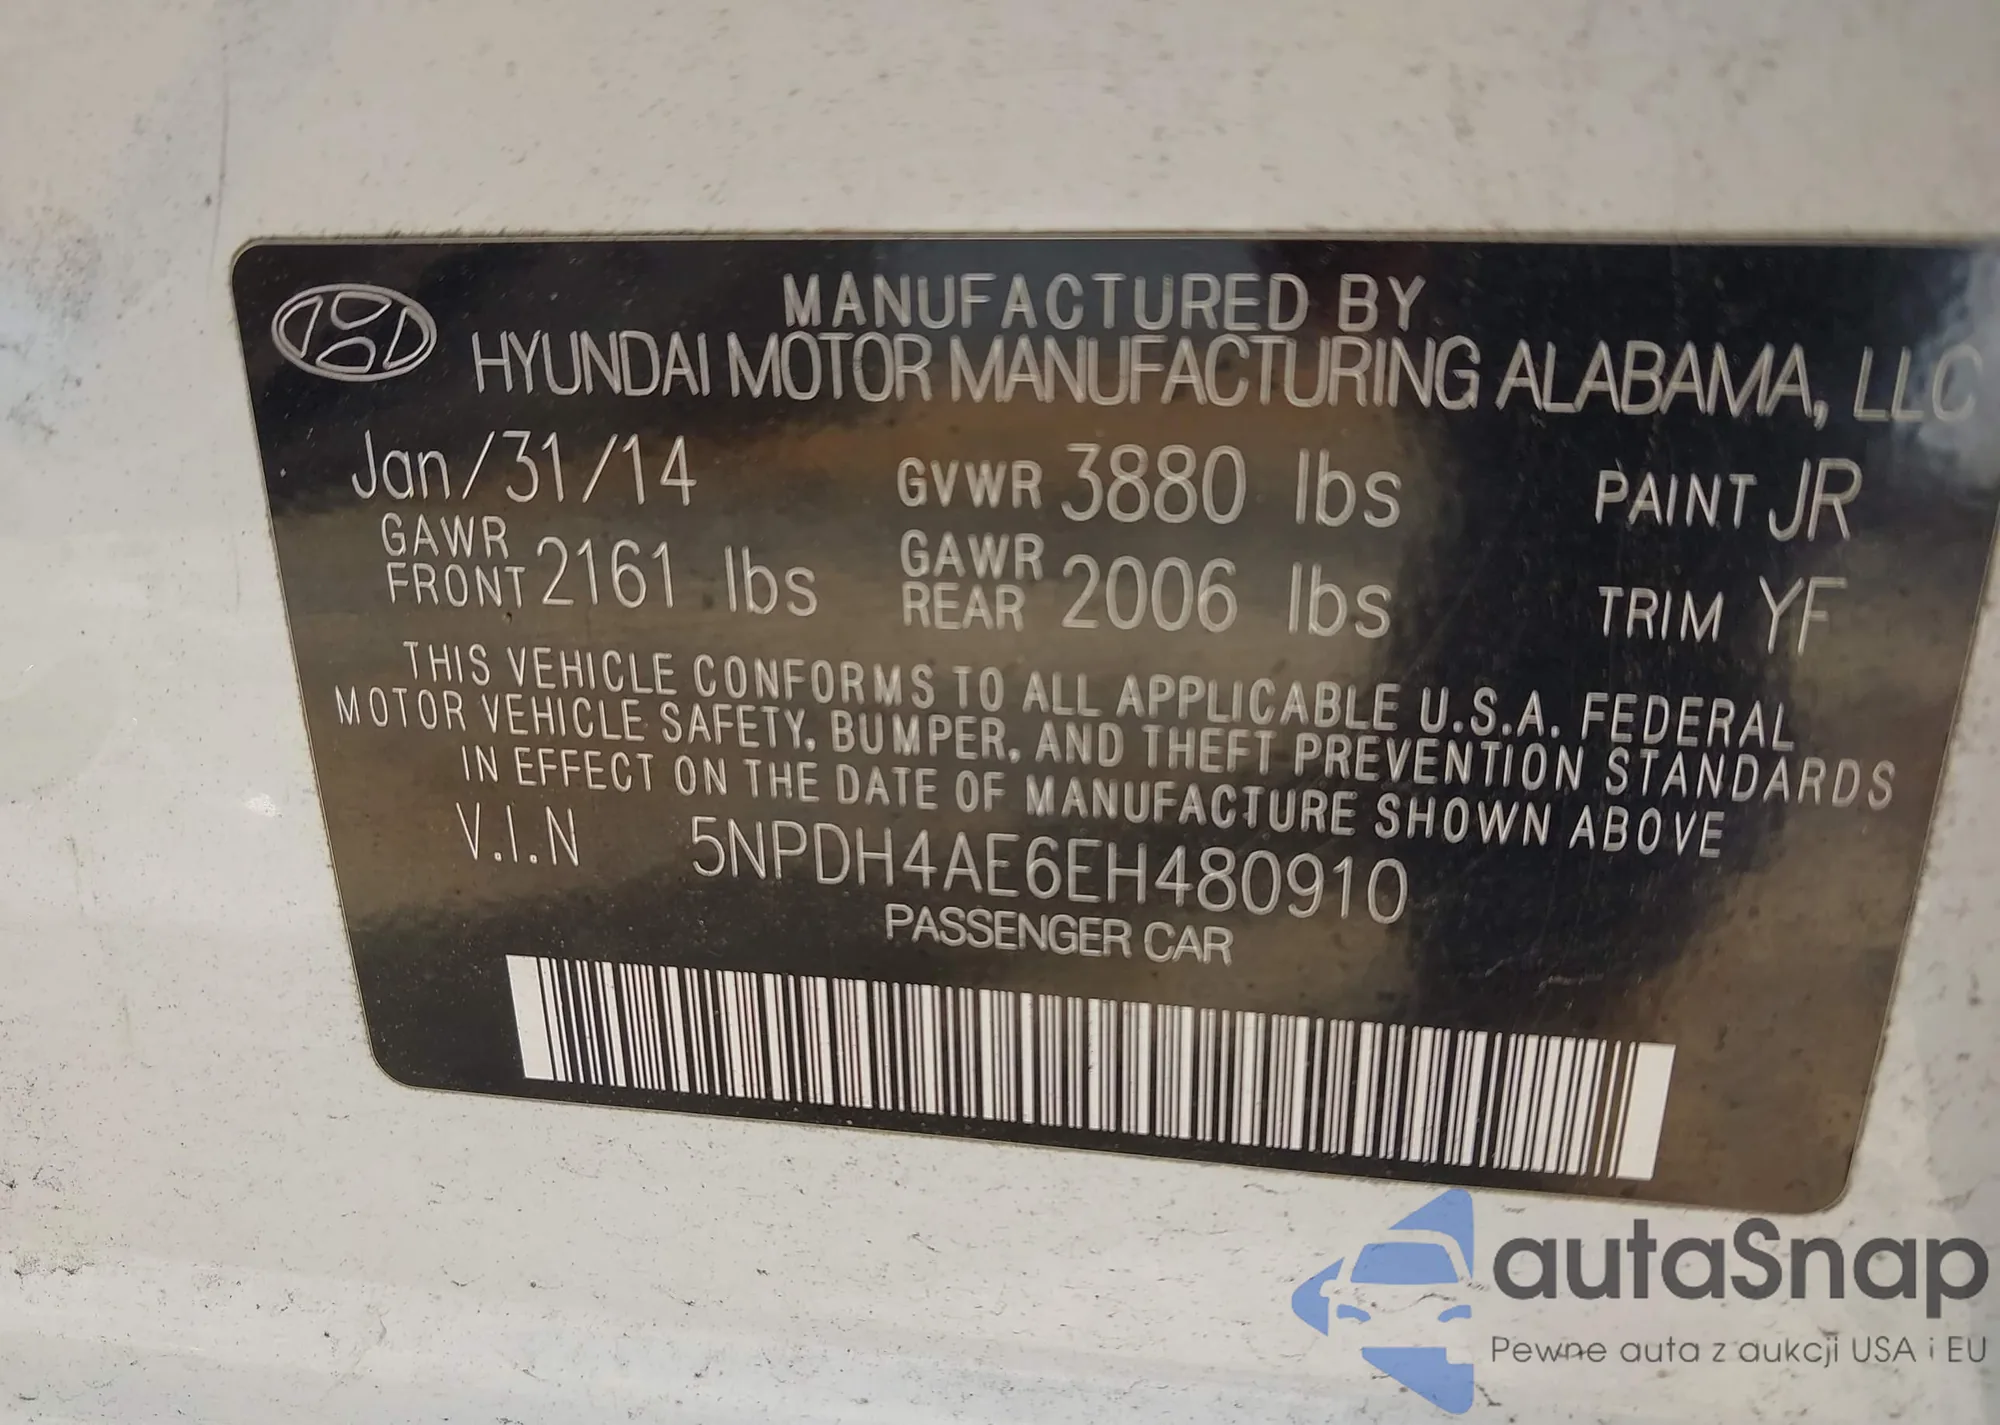 MANUFACTURED BY
HYUNDAI MOTOR MANUFACTURING ALABAMA, LLC
Jan/31/14 GVWR 3880 lbs PAINT JR
GAWR FRONT 2161 lbs GAWR REAR 2006 lbs TRIM YF
THIS VEHICLE CONFORMS TO ALL APPLICABLE U.S.A. FEDERAL
MOTOR VEHICLE SAFETY, BUMPER, AND THEFT PREVENTION STANDARDS
IN EFFECT ON THE DATE OF MANUFACTURE SHOWN ABOVE
V.I.N 5NPDH4AE6EH480910
PASSENGER CAR
autaSnap
Pewne auta z aukcji USA i EU